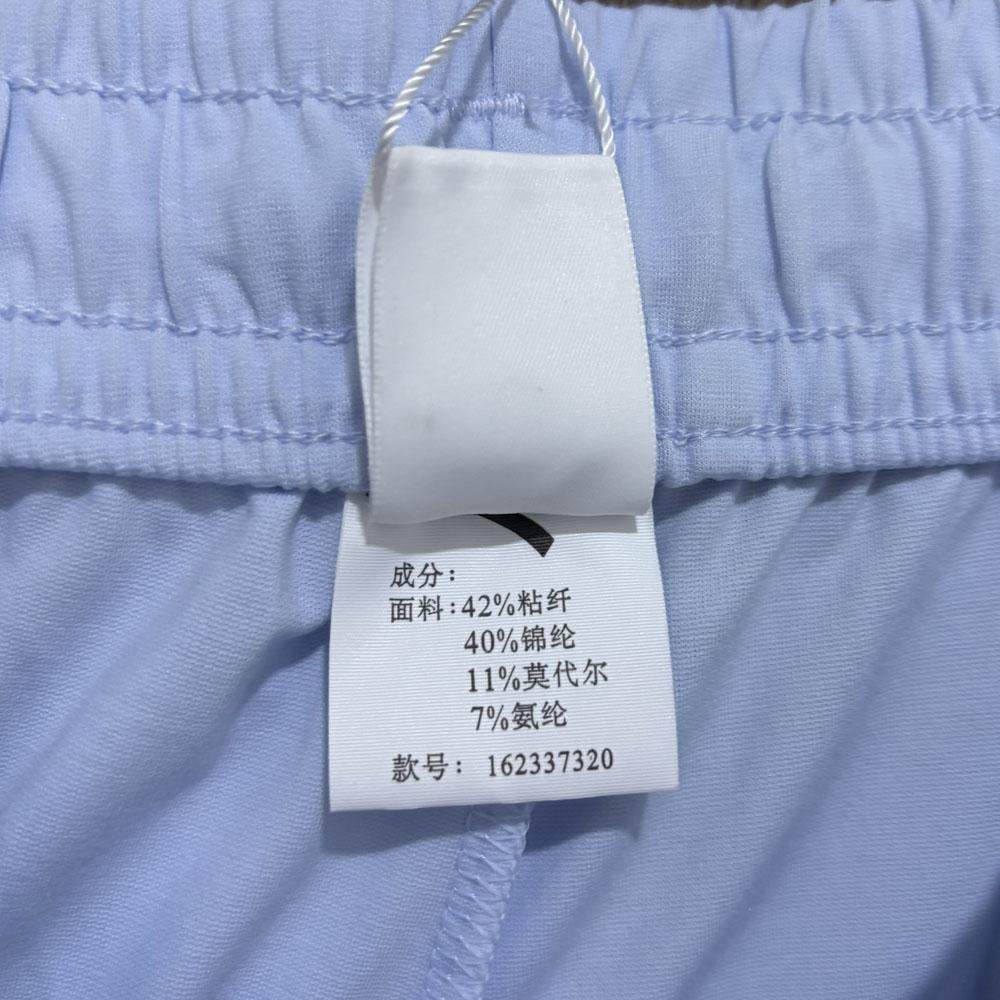 成分:
面料:42%粘纤
40%锦纶
11%莫代尔
7%氨纶
款号: 162337320